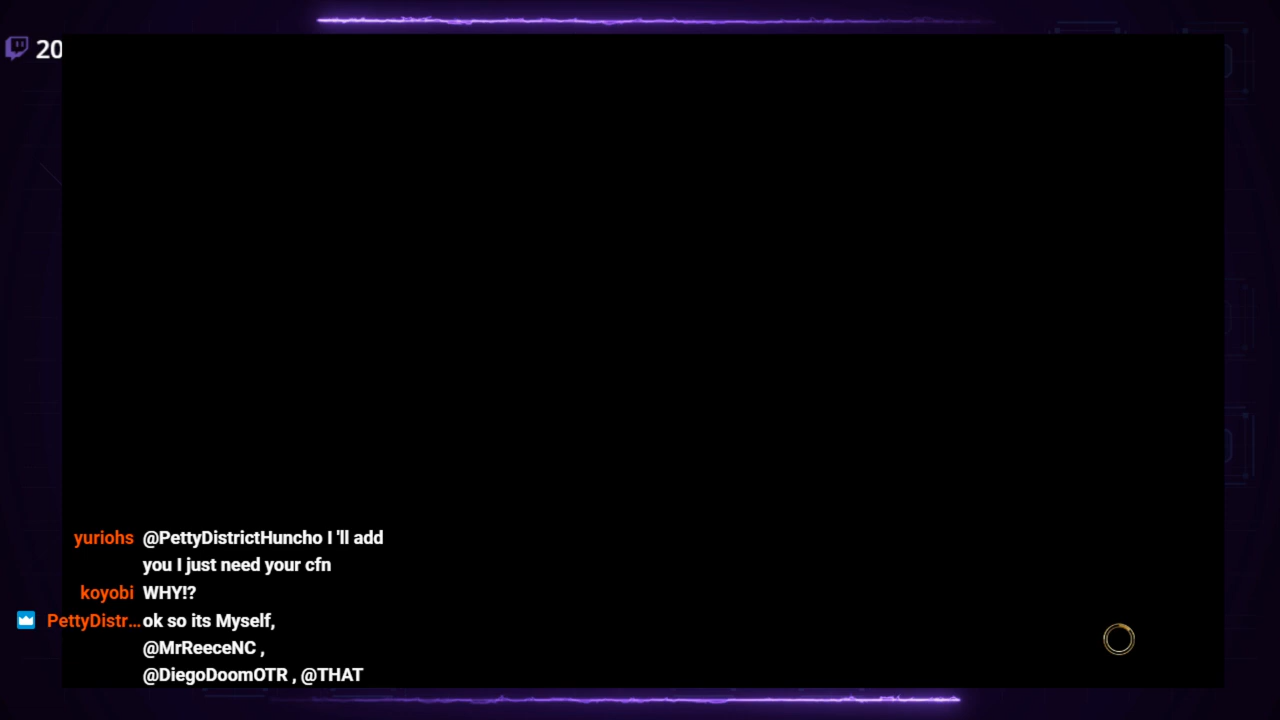 20
yuriohs @PettyDistrictHuncho I 'll add
you I just need your cfn
koyobi WHY!?
PettyDistr... ok so its Myself,
@MrReeceNC ,
@DiegoDoomOTR , @THAT